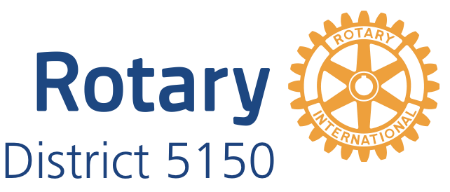 Rotary
District 5150
ROTARY
INTERNATIONAL